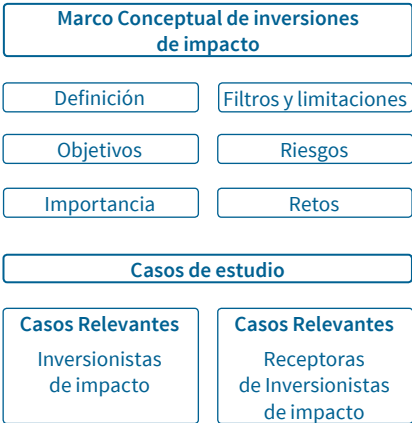 Marco Conceptual de inversiones
de impacto
Definición
Filtros y limitaciones
Objetivos
Riesgos
Importancia
Retos
Casos de estudio
Casos Relevantes
Inversionistas
de impacto
Casos Relevantes
Receptoras
de Inversionistas
de impacto